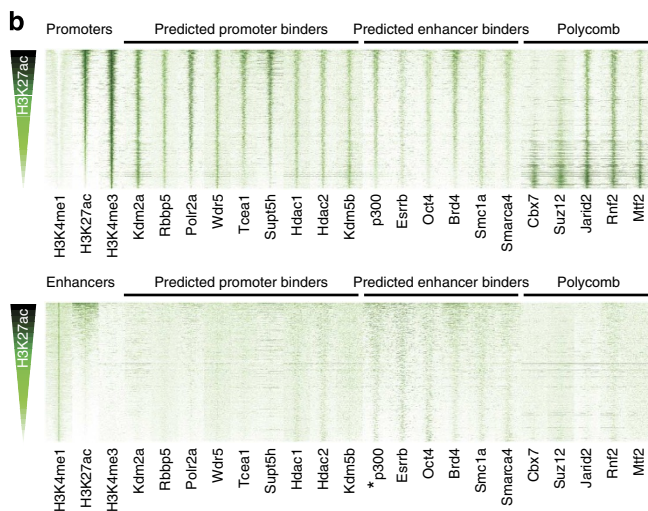 b
Promoters Predicted promoter binders Predicted enhancer binders Polycomb
H3K27ac
H3K4me1 H3K27ac H3K4me3 Kdm2a Rbbp5 Polr2a Wdr5 Tcea1 Supt5h Hdac1 Hdac2 Kdm5b p300 Esrrb Oct4 Brd4 Smc1a Smarca4 Cbx7 Suz12 Jarid2 Rnf2 Mtf2
Enhancers Predicted promoter binders Predicted enhancer binders Polycomb
H3K27ac
H3K4me1 H3K27ac H3K4me3 Kdm2a Rbbp5 Polr2a Wdr5 Tcea1 Supt5h Hdac1 Hdac2 Kdm5b *p300 Esrrb Oct4 Brd4 Smc1a Smarca4 Cbx7 Suz12 Jarid2 Rnf2 Mtf2